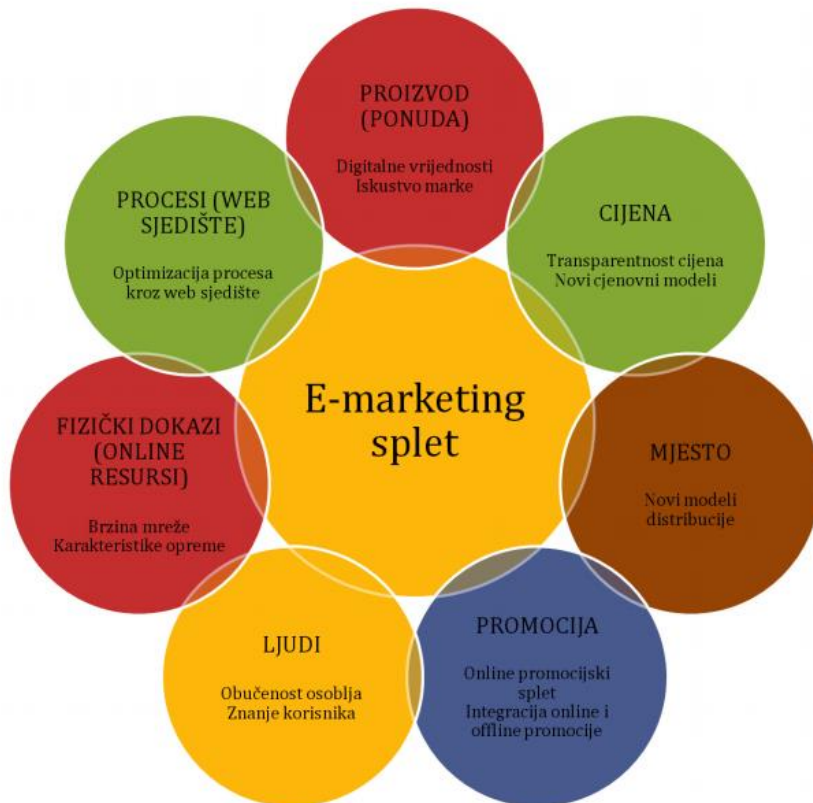 PROIZVOD
(PONUDA)
Digitalne vrijednosti
Iskustvo marke
CIJENA
Transparentnost cijena
Novi cjenovni modeli
MJESTO
Novi modeli
distribucije
PROMOCIJA
Online promocijski
splet
Integracija online i
offline promocije
LJUDI
Obučenost osoblja
Znanje korisnika
FIZIČKI DOKAZI
(ONLINE
RESURSI)
Brzina mreže
Karakteristike opreme
PROCESI (WEB
SJEDIŠTE)
Optimizacija procesa
kroz web sjedište
E-marketing
splet